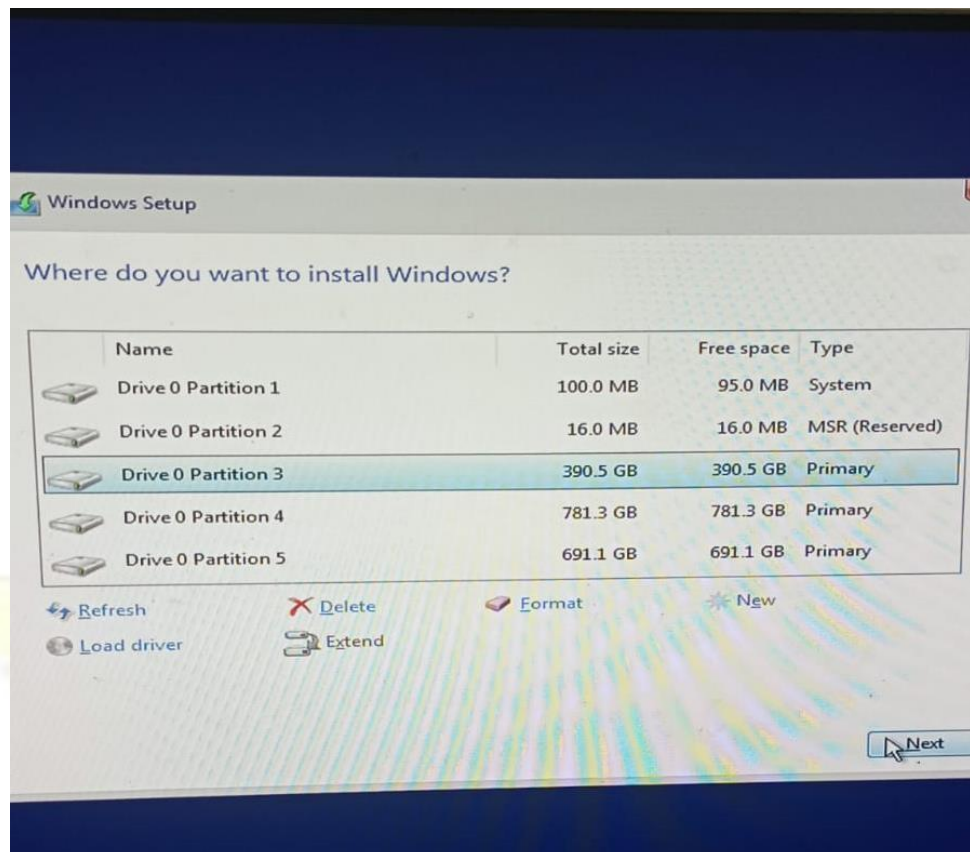 Windows Setup
Where do you want to install Windows?
Name Total size Free space Type
Drive 0 Partition 1 100.0 MB 95.0 MB System
Drive 0 Partition 2 16.0 MB 16.0 MB MSR (Reserved)
Drive 0 Partition 3 390.5 GB 390.5 GB Primary
Drive 0 Partition 4 781.3 GB 781.3 GB Primary
Drive 0 Partition 5 691.1 GB 691.1 GB Primary
Refresh Delete Format New
Load driver Extend
Next